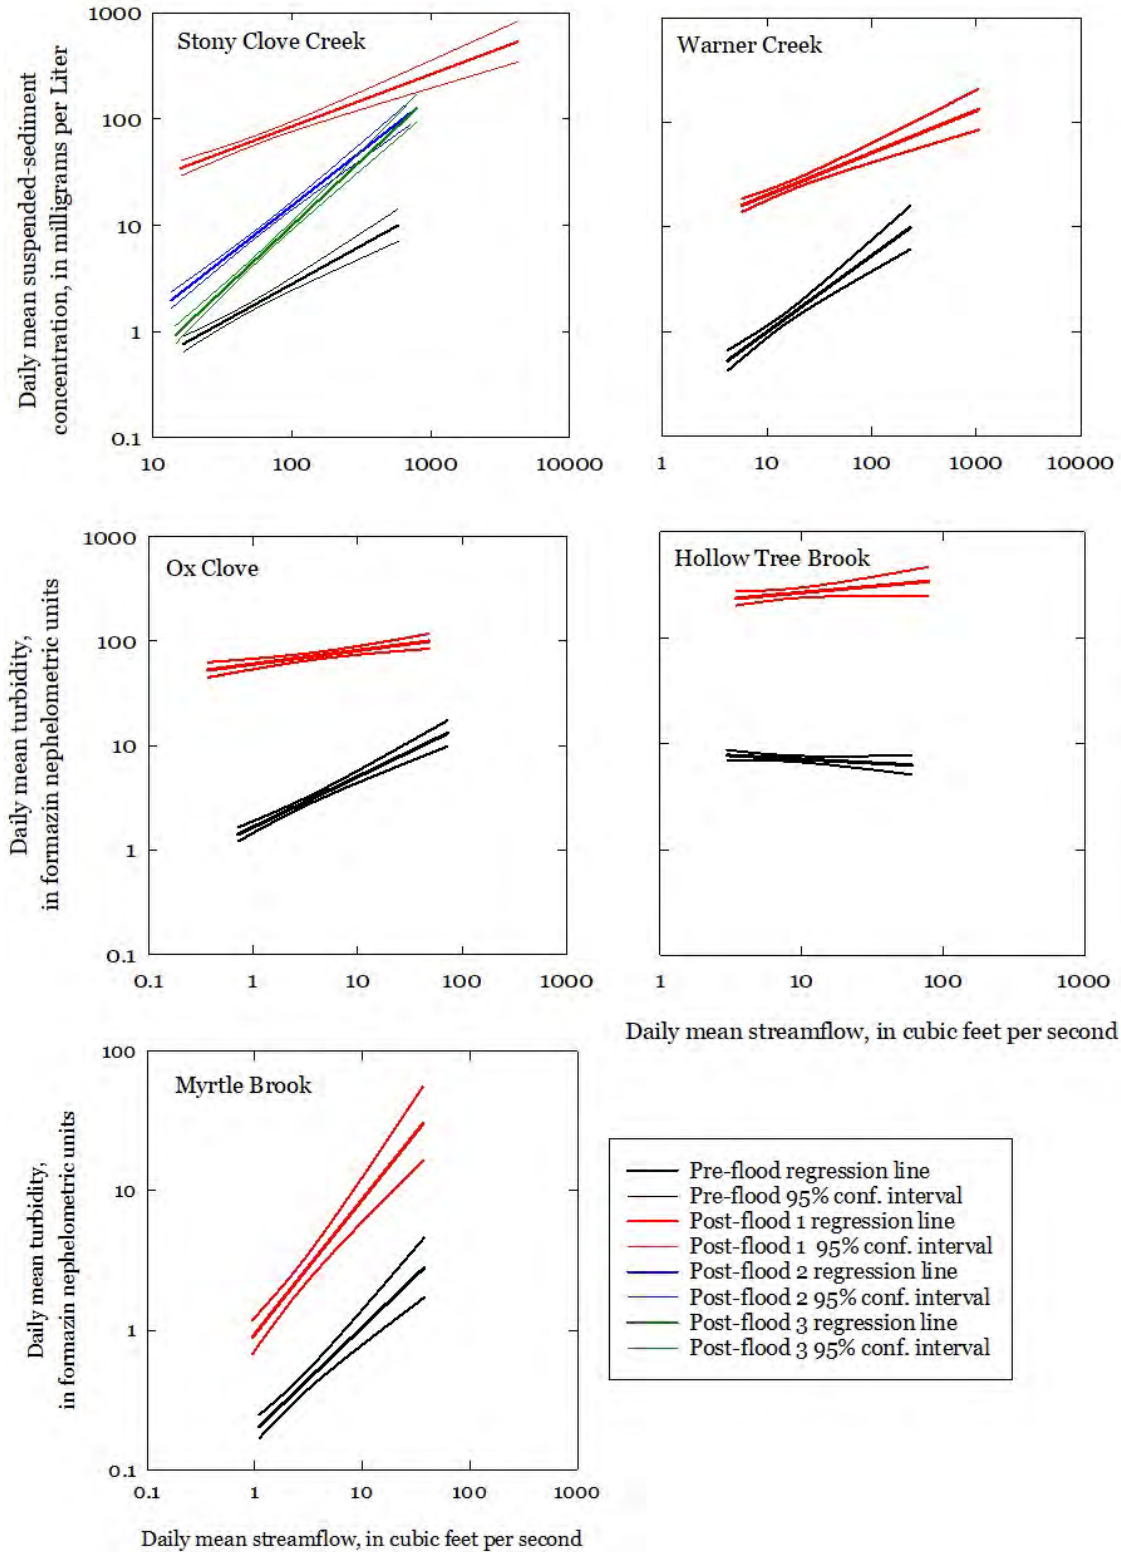 Daily mean suspended-sediment
concentration, in milligrams per Liter
1000
100
10
1
0.1
Stony Clove Creek
10
100
1000
10000
Warner Creek
1
10
100
1000
10000
Daily mean turbidity,
in formazin nephelometric units
1000
100
10
1
0.1
Ox Clove
0.1
1
10
100
1000
Hollow Tree Brook
1
10
100
1000
Daily mean streamflow, in cubic feet per second
Daily mean turbidity,
in formazin nephelometric units
100
10
1
0.1
Myrtle Brook
0.1
1
10
100
1000
Daily mean streamflow, in cubic feet per second
Pre-flood regression line
Pre-flood 95% conf. interval
Post-flood 1 regression line
Post-flood 1 95% conf. interval
Post-flood 2 regression line
Post-flood 2 95% conf. interval
Post-flood 3 regression line
Post-flood 3 95% conf. interval